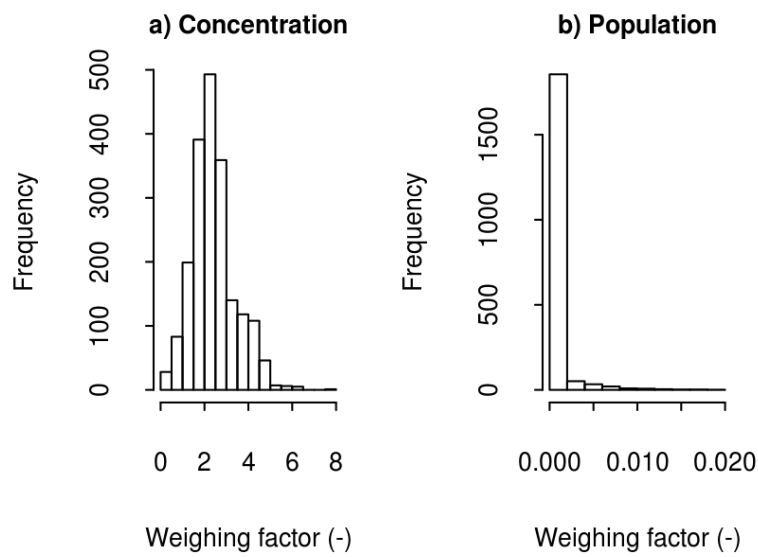 a) Concentration
Frequency
0
100
200
300
400
500
0 2 4 6 8
Weighing factor (-)
b) Population
Frequency
0
500
1000
1500
0.000 0.010 0.020
Weighing factor (-)